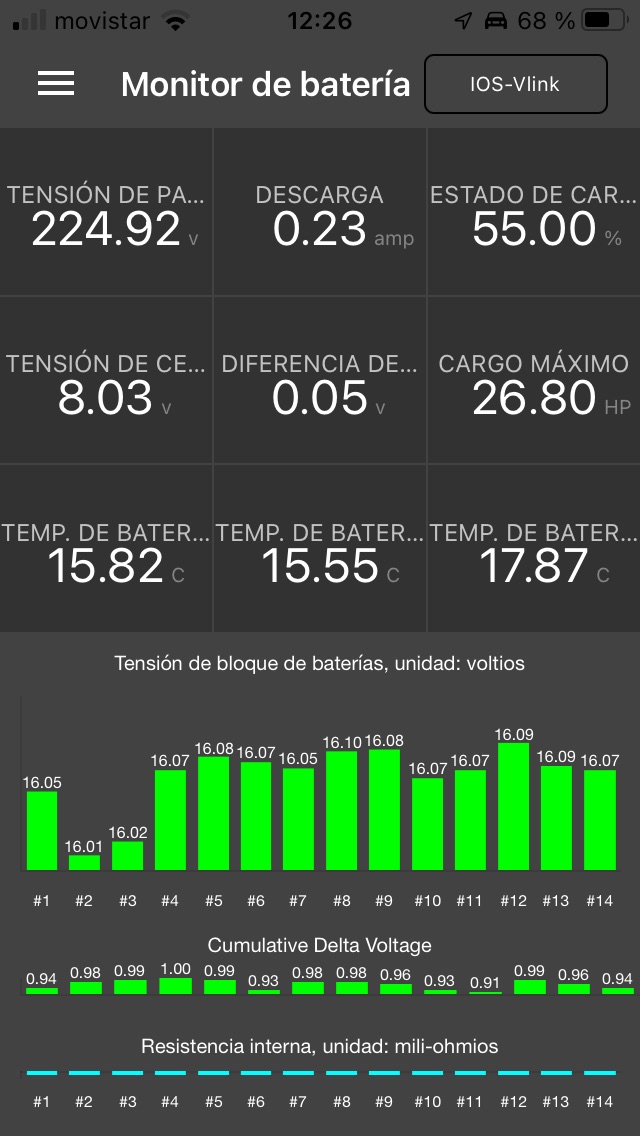 movistar 12:26 68 %
Monitor de batería IOS-Vlink
TENSIÓN DE PA... DESCARGA ESTADO DE CAR...
224.92 v 0.23 amp 55.00 %
TENSIÓN DE CE... DIFERENCIA DE... CARGO MÁXIMO
8.03 v 0.05 v 26.80 HP
TEMP. DE BATER... TEMP. DE BATER... TEMP. DE BATER...
15.82 C 15.55 C 17.87 C
Tensión de bloque de baterías, unidad: voltios
16.05 16.01 16.02 16.07 16.08 16.07 16.05 16.10 16.08 16.07 16.07 16.09 16.09 16.07
#1 #2 #3 #4 #5 #6 #7 #8 #9 #10 #11 #12 #13 #14
Cumulative Delta Voltage
0.94 0.98 0.99 1.00 0.99 0.93 0.98 0.98 0.96 0.93 0.91 0.99 0.96 0.94
Resistencia interna, unidad: mili-ohmios
#1 #2 #3 #4 #5 #6 #7 #8 #9 #10 #11 #12 #13 #14